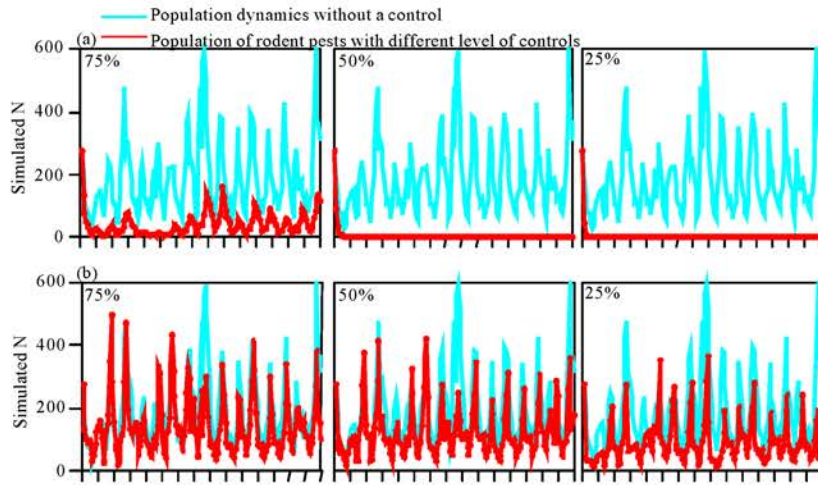 Population dynamics without a control
Population of rodent pests with different level of controls
(a)
600
400
200
0
Simulated N
75%
50%
25%
(b)
600
400
200
0
Simulated N
75%
50%
25%